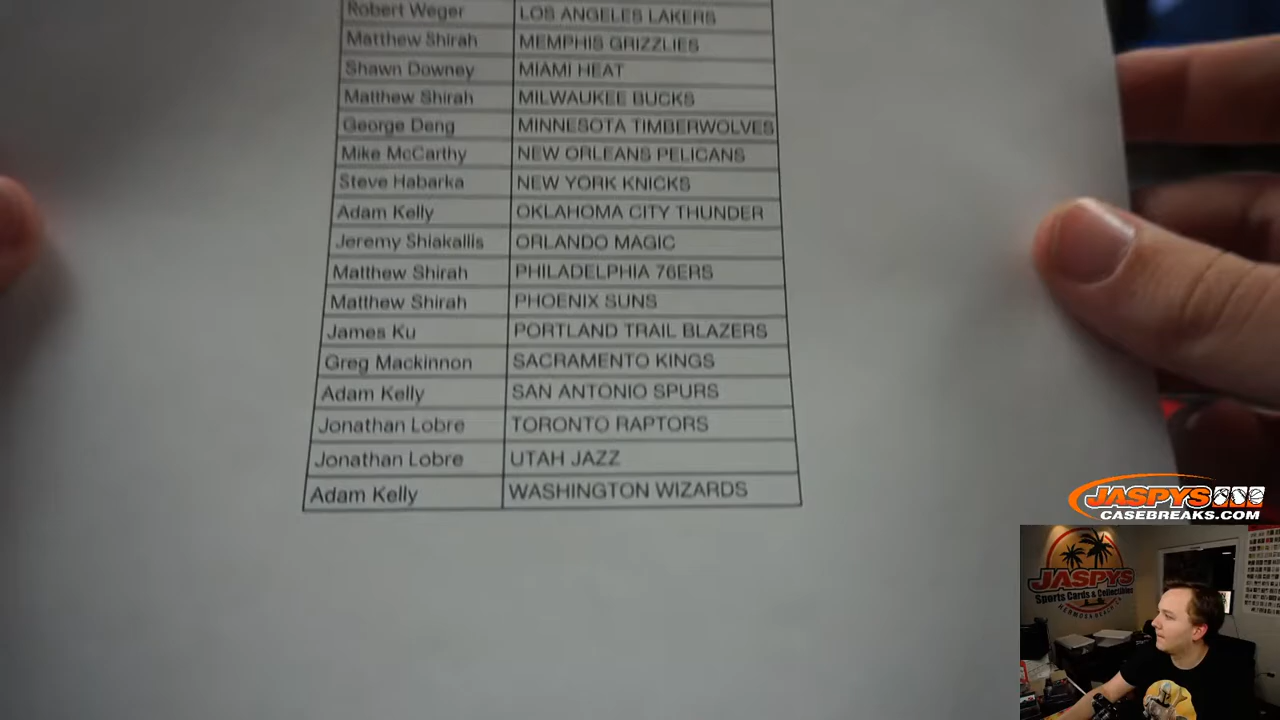 Robert Weger LOS ANGELES LAKERS
Matthew Shirah MEMPHIS GRIZZLIES
Shawn Downey MIAMI HEAT
Matthew Shirah MILWAUKEE BUCKS
George Deng MINNESOTA TIMBERWOLVES
Mike McCarthy NEW ORLEANS PELICANS
Steve Habarka NEW YORK KNICKS
Adam Kelly OKLAHOMA CITY THUNDER
Jeremy Shiakallis ORLANDO MAGIC
Matthew Shirah PHILADELPHIA 76ERS
Matthew Shirah PHOENIX SUNS
James Ku PORTLAND TRAIL BLAZERS
Greg Mackinnon SACRAMENTO KINGS
Adam Kelly SAN ANTONIO SPURS
Jonathan Lobre TORONTO RAPTORS
Jonathan Lobre UTAH JAZZ
Adam Kelly WASHINGTON WIZARDS
JASPYS
CASEBREAKS.COM
JASPYS
Sports Cards & Collectibles
HERMOSA BEACH, CA